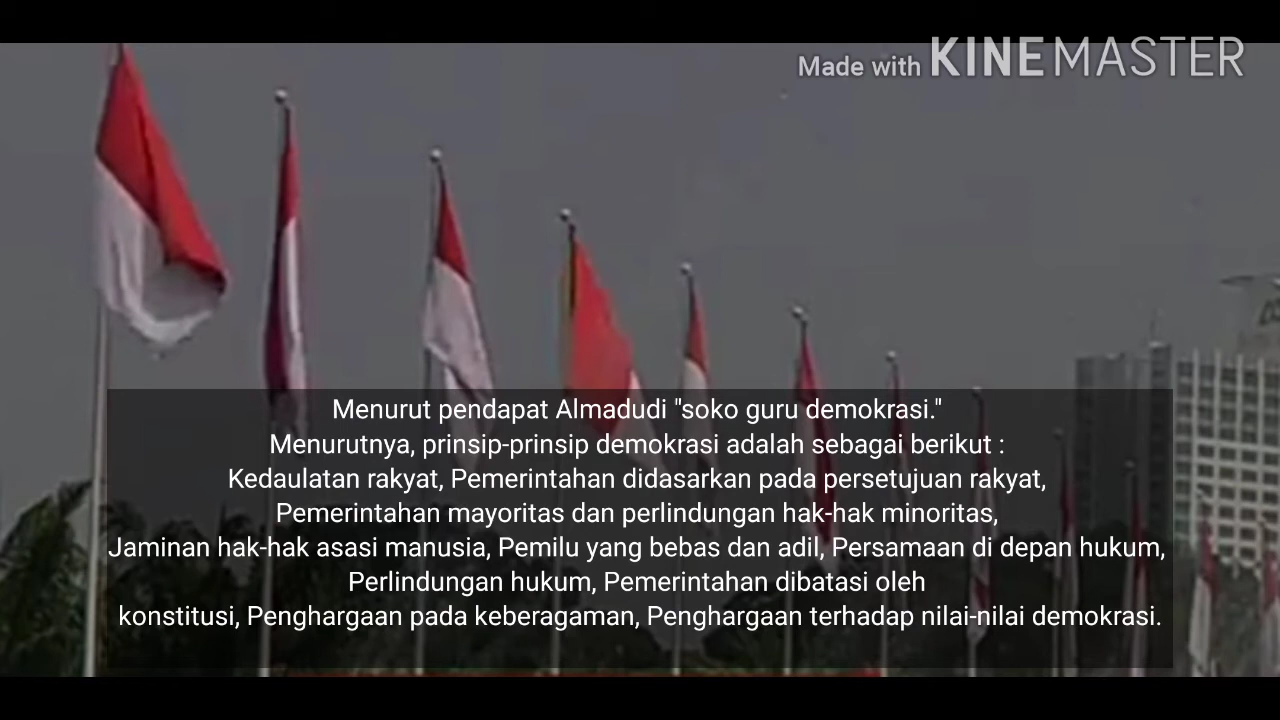 Made with KINEMASTER
Menurut pendapat Almadudi "soko guru demokrasi."
Menurutnya, prinsip-prinsip demokrasi adalah sebagai berikut :
Kedaulatan rakyat, Pemerintahan didasarkan pada persetujuan rakyat,
Pemerintahan mayoritas dan perlindungan hak-hak minoritas,
Jaminan hak-hak asasi manusia, Pemilu yang bebas dan adil, Persamaan di depan hukum,
Perlindungan hukum, Pemerintahan dibatasi oleh
konstitusi, Penghargaan pada keberagaman, Penghargaan terhadap nilai-nilai demokrasi.